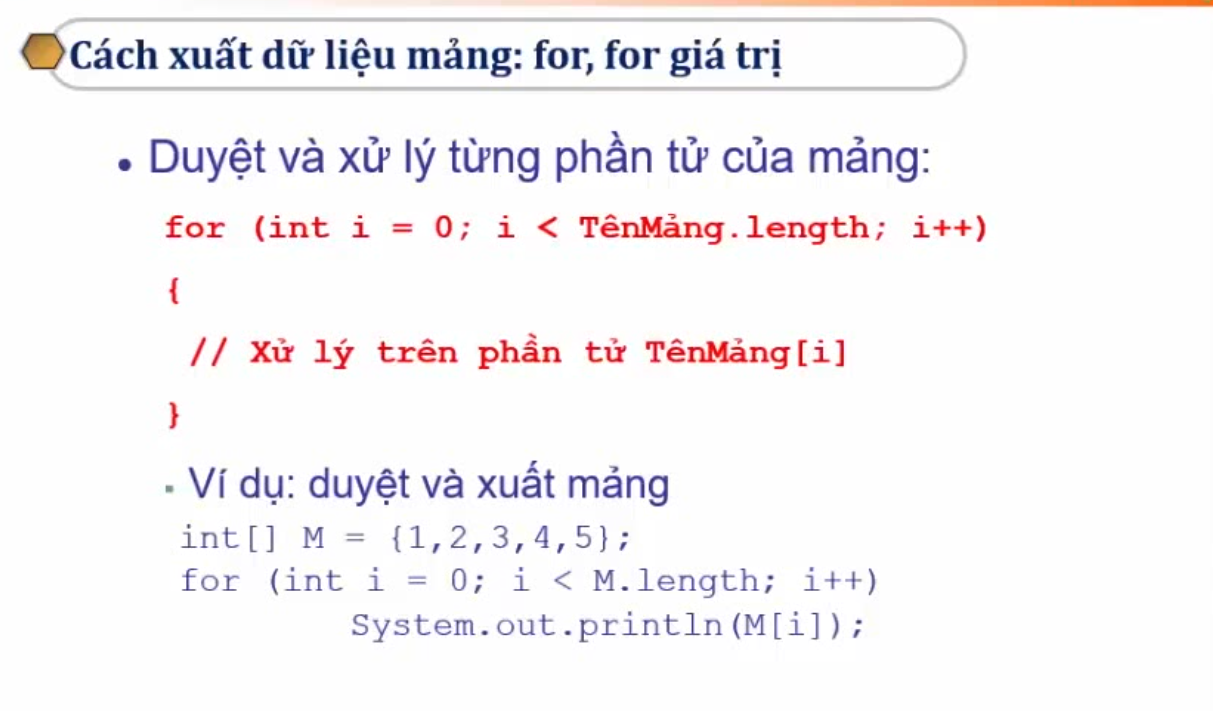 Cách xuất dữ liệu mảng: for, for giá trị
• Duyệt và xử lý từng phần tử của mảng:
for (int i = 0; i < TênMảng.length; i++)
{
// Xử lý trên phần tử TênMảng[i]
}
▪ Ví dụ: duyệt và xuất mảng
int[] M = {1,2,3,4,5};
for (int i = 0; i < M.length; i++)
System.out.println(M[i]);